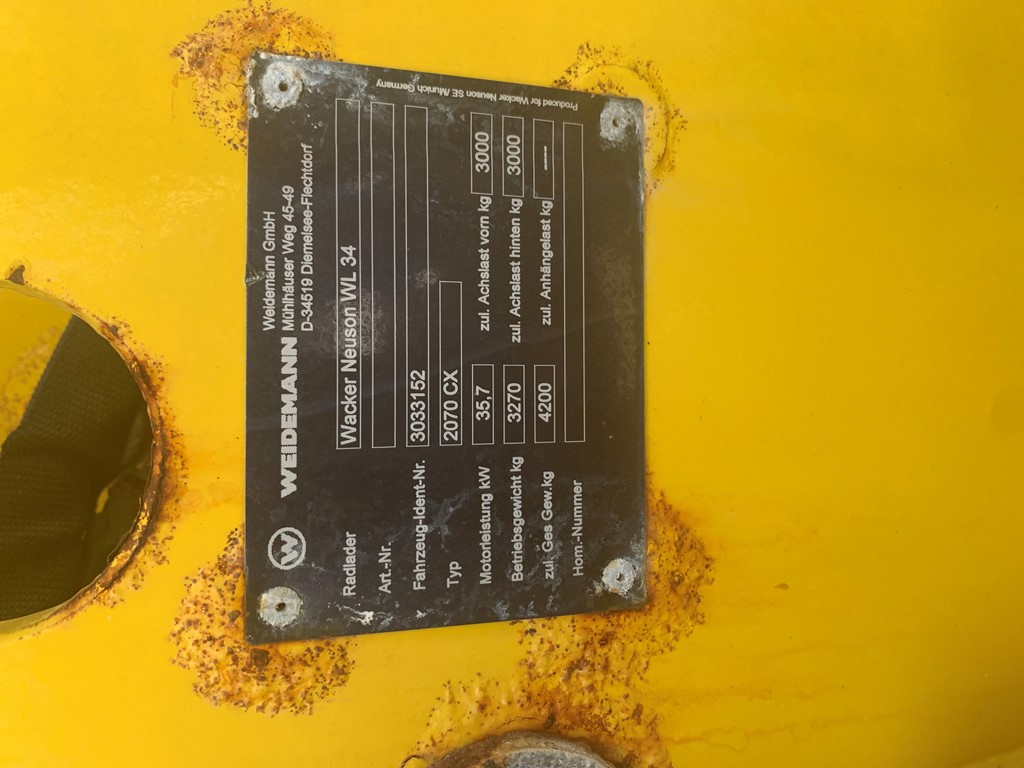 WEIDEMANN
Weidemann GmbH
Mühlhäuser Weg 45-49
D-34519 Diemelsee-Flechtdorf
Radlader Wacker Neuson WL 34
Art.-Nr.
Fahrzeug-Ident-Nr. 3033152
Typ 2070 CX
Motorleistung kW 35,7 zul. Achslast vorn kg 3000
Betriebsgewicht kg 3270 zul. Achslast hinten kg 3000
zul. Ges Gew.kg 4200 zul. Anhängelast kg ---
Hom.-Nummer
Produced for Wacker Neuson SE /Munich Germany